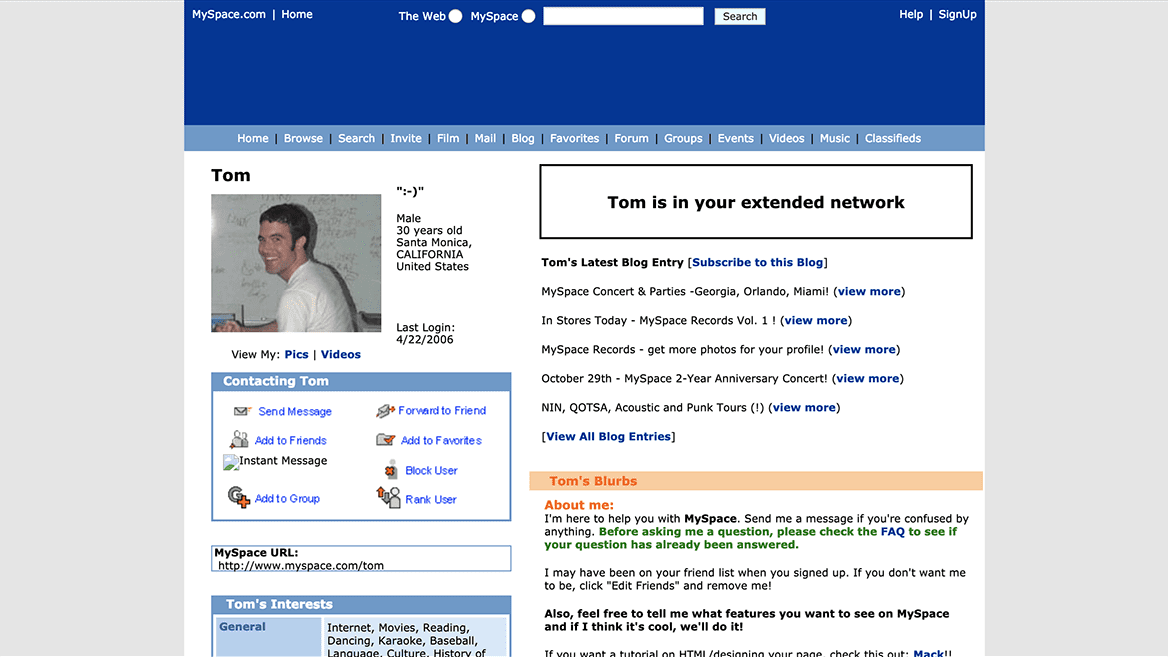 MySpace.com | Home
The Web MySpace Search
Help | SignUp
Home | Browse | Search | Invite | Film | Mail | Blog | Favorites | Forum | Groups | Events | Videos | Music | Classifieds
Tom
":-)"
Male
30 years old
Santa Monica,
CALIFORNIA
United States
Last Login:
4/22/2006
View My: Pics | Videos
Contacting Tom
Send Message
Forward to Friend
Add to Friends
Add to Favorites
Instant Message
Block User
Add to Group
Rank User
MySpace URL:
http://www.myspace.com/tom
Tom's Interests
General
Internet, Movies, Reading,
Dancing, Karaoke, Baseball,
Language, Culture, History of
Tom is in your extended network
Tom's Latest Blog Entry [Subscribe to this Blog]
MySpace Concert & Parties -Georgia, Orlando, Miami! (view more)
In Stores Today - MySpace Records Vol. 1 ! (view more)
MySpace Records - get more photos for your profile! (view more)
October 29th - MySpace 2-Year Anniversary Concert! (view more)
NIN, QOTSA, Acoustic and Punk Tours (!) (view more)
[View All Blog Entries]
Tom's Blurbs
About me:
I'm here to help you with MySpace. Send me a message if you're confused by
anything. Before asking me a question, please check the FAQ to see if
your question has already been answered.
I may have been on your friend list when you signed up. If you don't want me
to be, click "Edit Friends" and remove me!
Also, feel free to tell me what features you want to see on MySpace
and if I think it's cool, we'll do it!
If you want a tutorial on HTML/designing your page, check this out: Mack!!